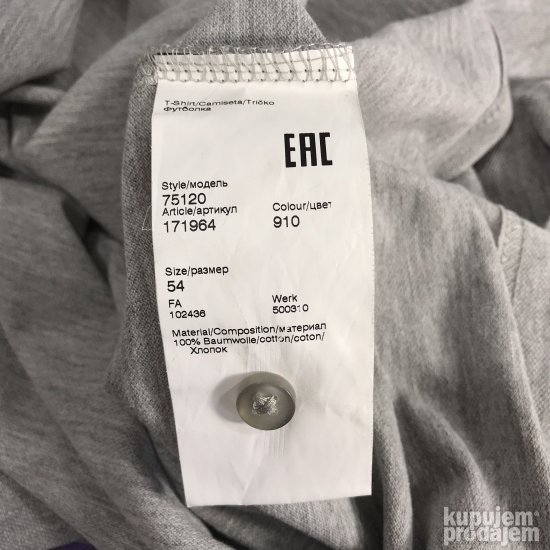 T-Shirt/Camiseta/Tričko
Футболка
EAC
Style/модель
75120
Article/артикул Colour/цвет
171964 910
Size/размер
54
FA Werk
102436 500310
Material/Composition/материал
100% Baumwolle/cotton/coton/
Хлопок
kupujem
prodajem